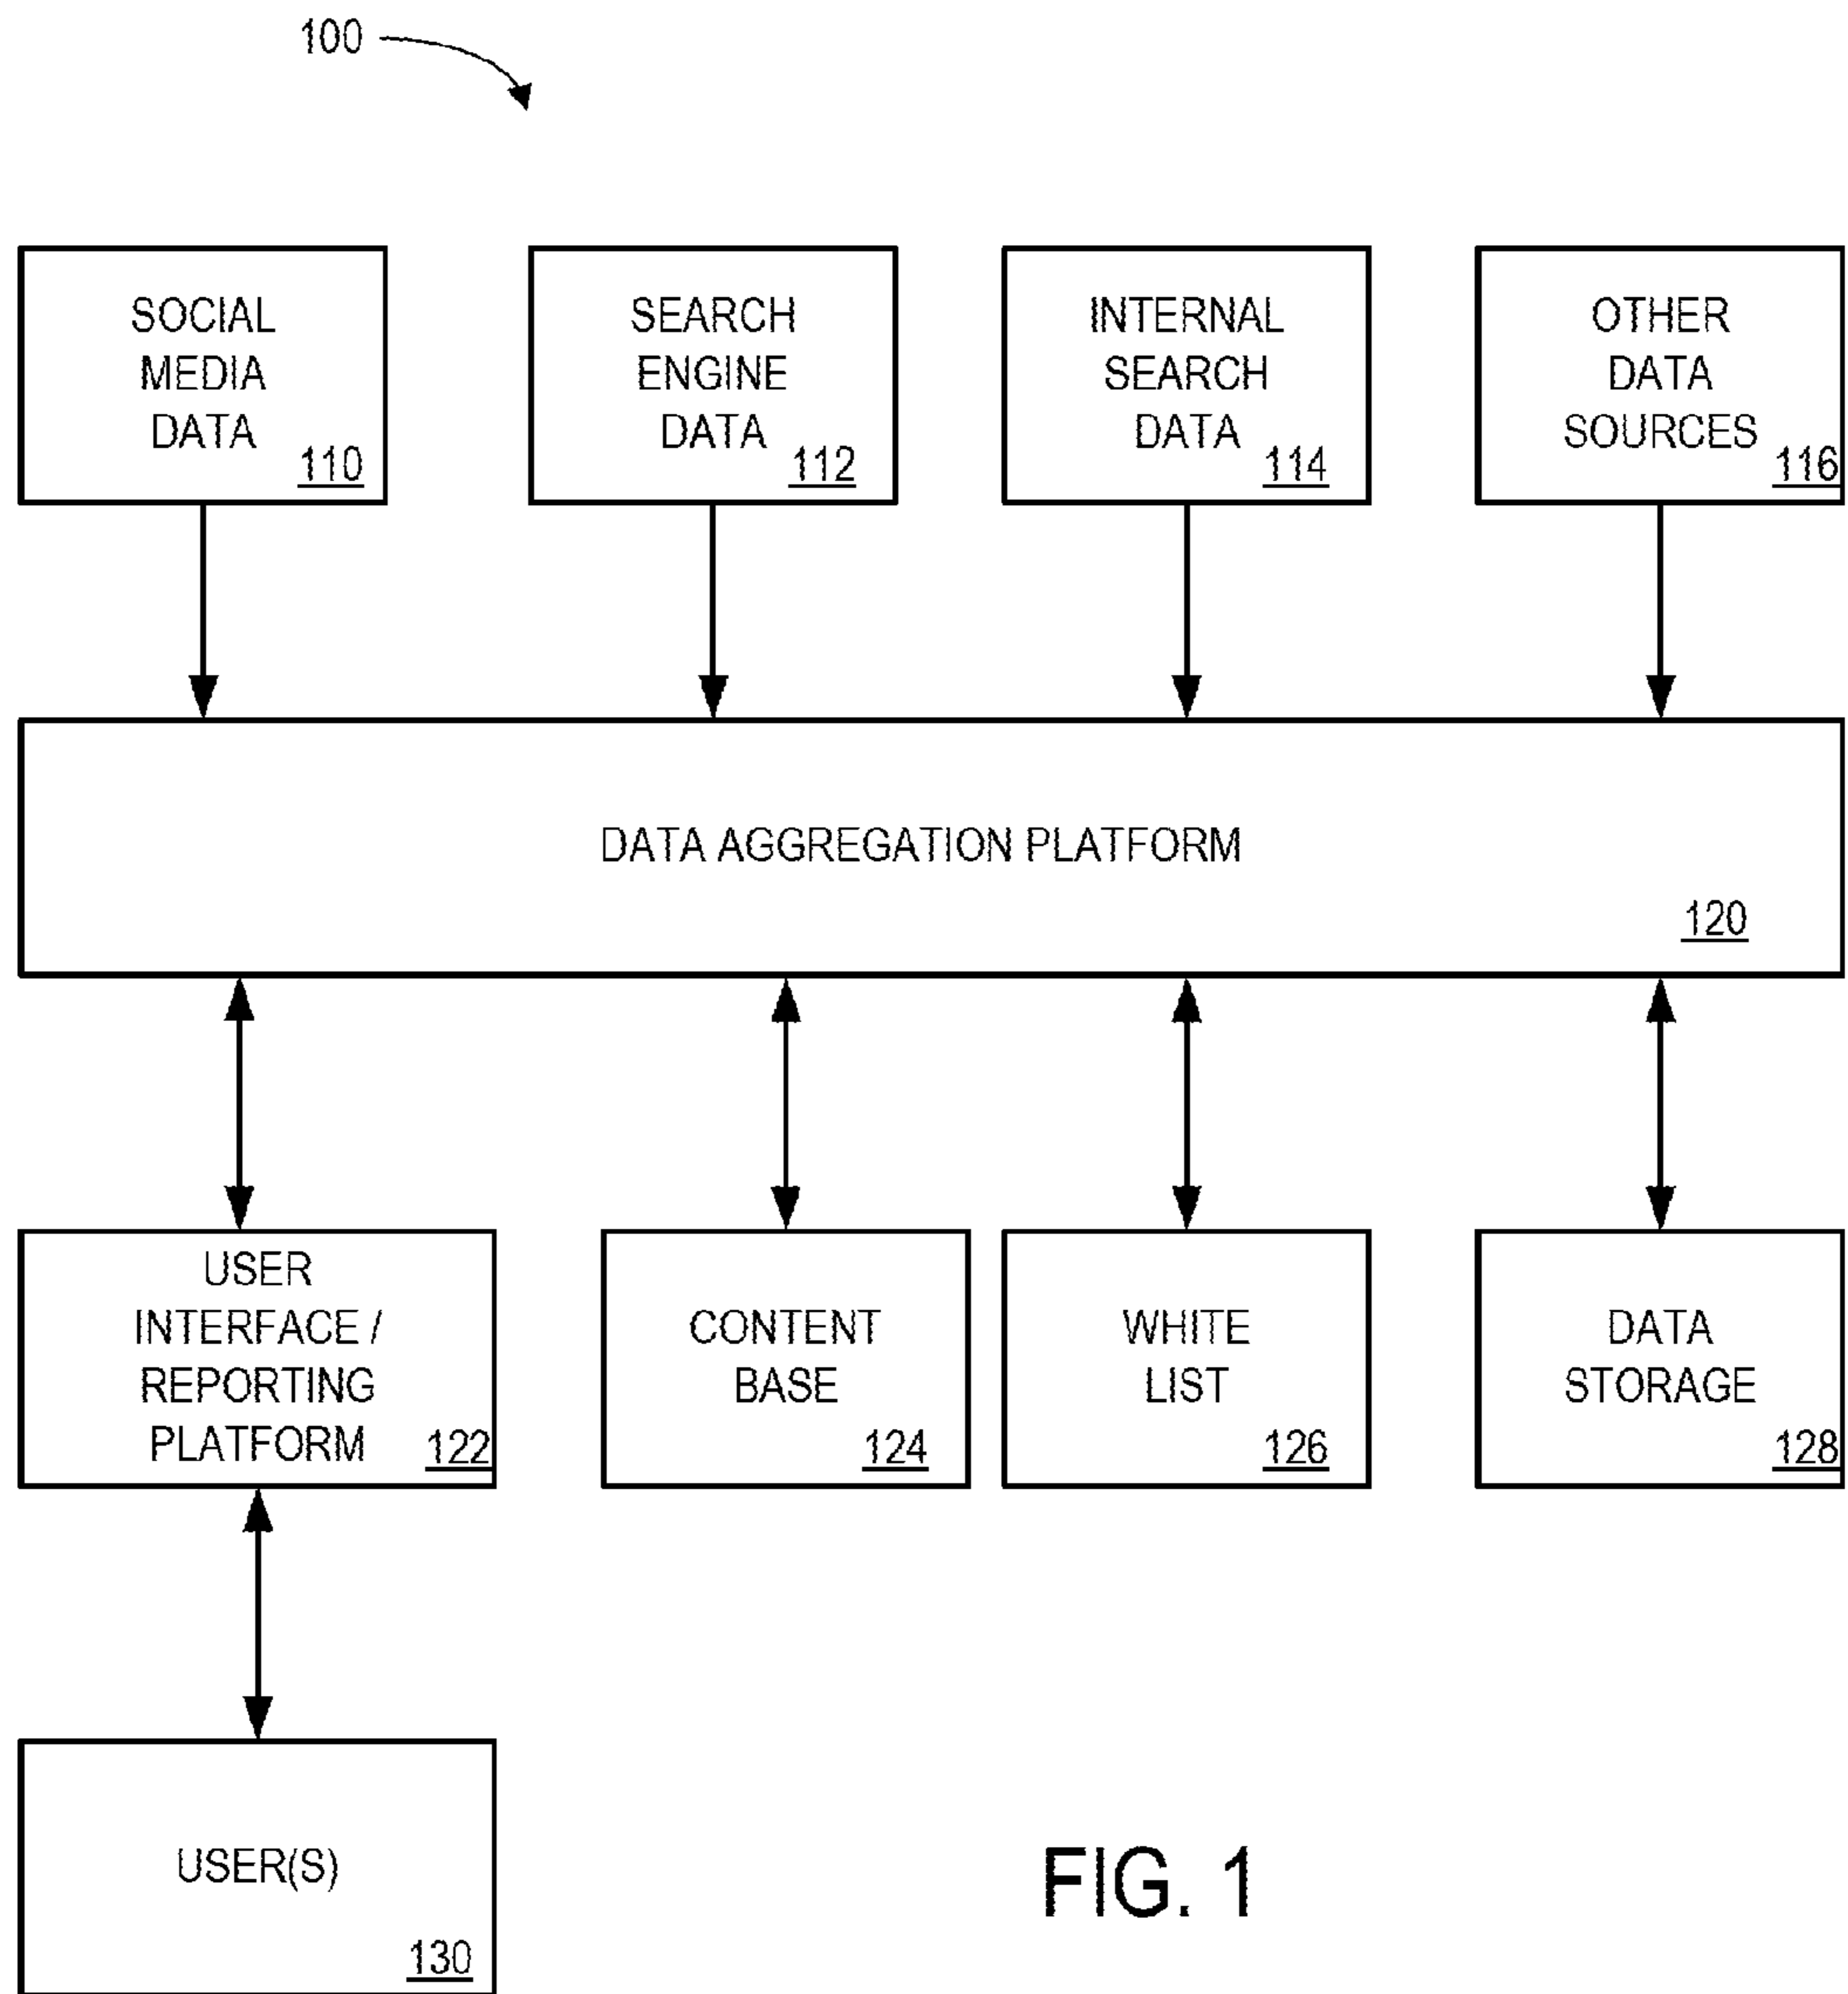 100
SOCIAL
MEDIA
DATA
110
SEARCH
ENGINE
DATA
112
INTERNAL
SEARCH
DATA
114
OTHER
DATA
SOURCES
116
DATA AGGREGATION PLATFORM
120
USER
INTERFACE /
REPORTING
PLATFORM
122
CONTENT
BASE
124
WHITE
LIST
126
DATA
STORAGE
128
USER(S)
130
FIG. 1